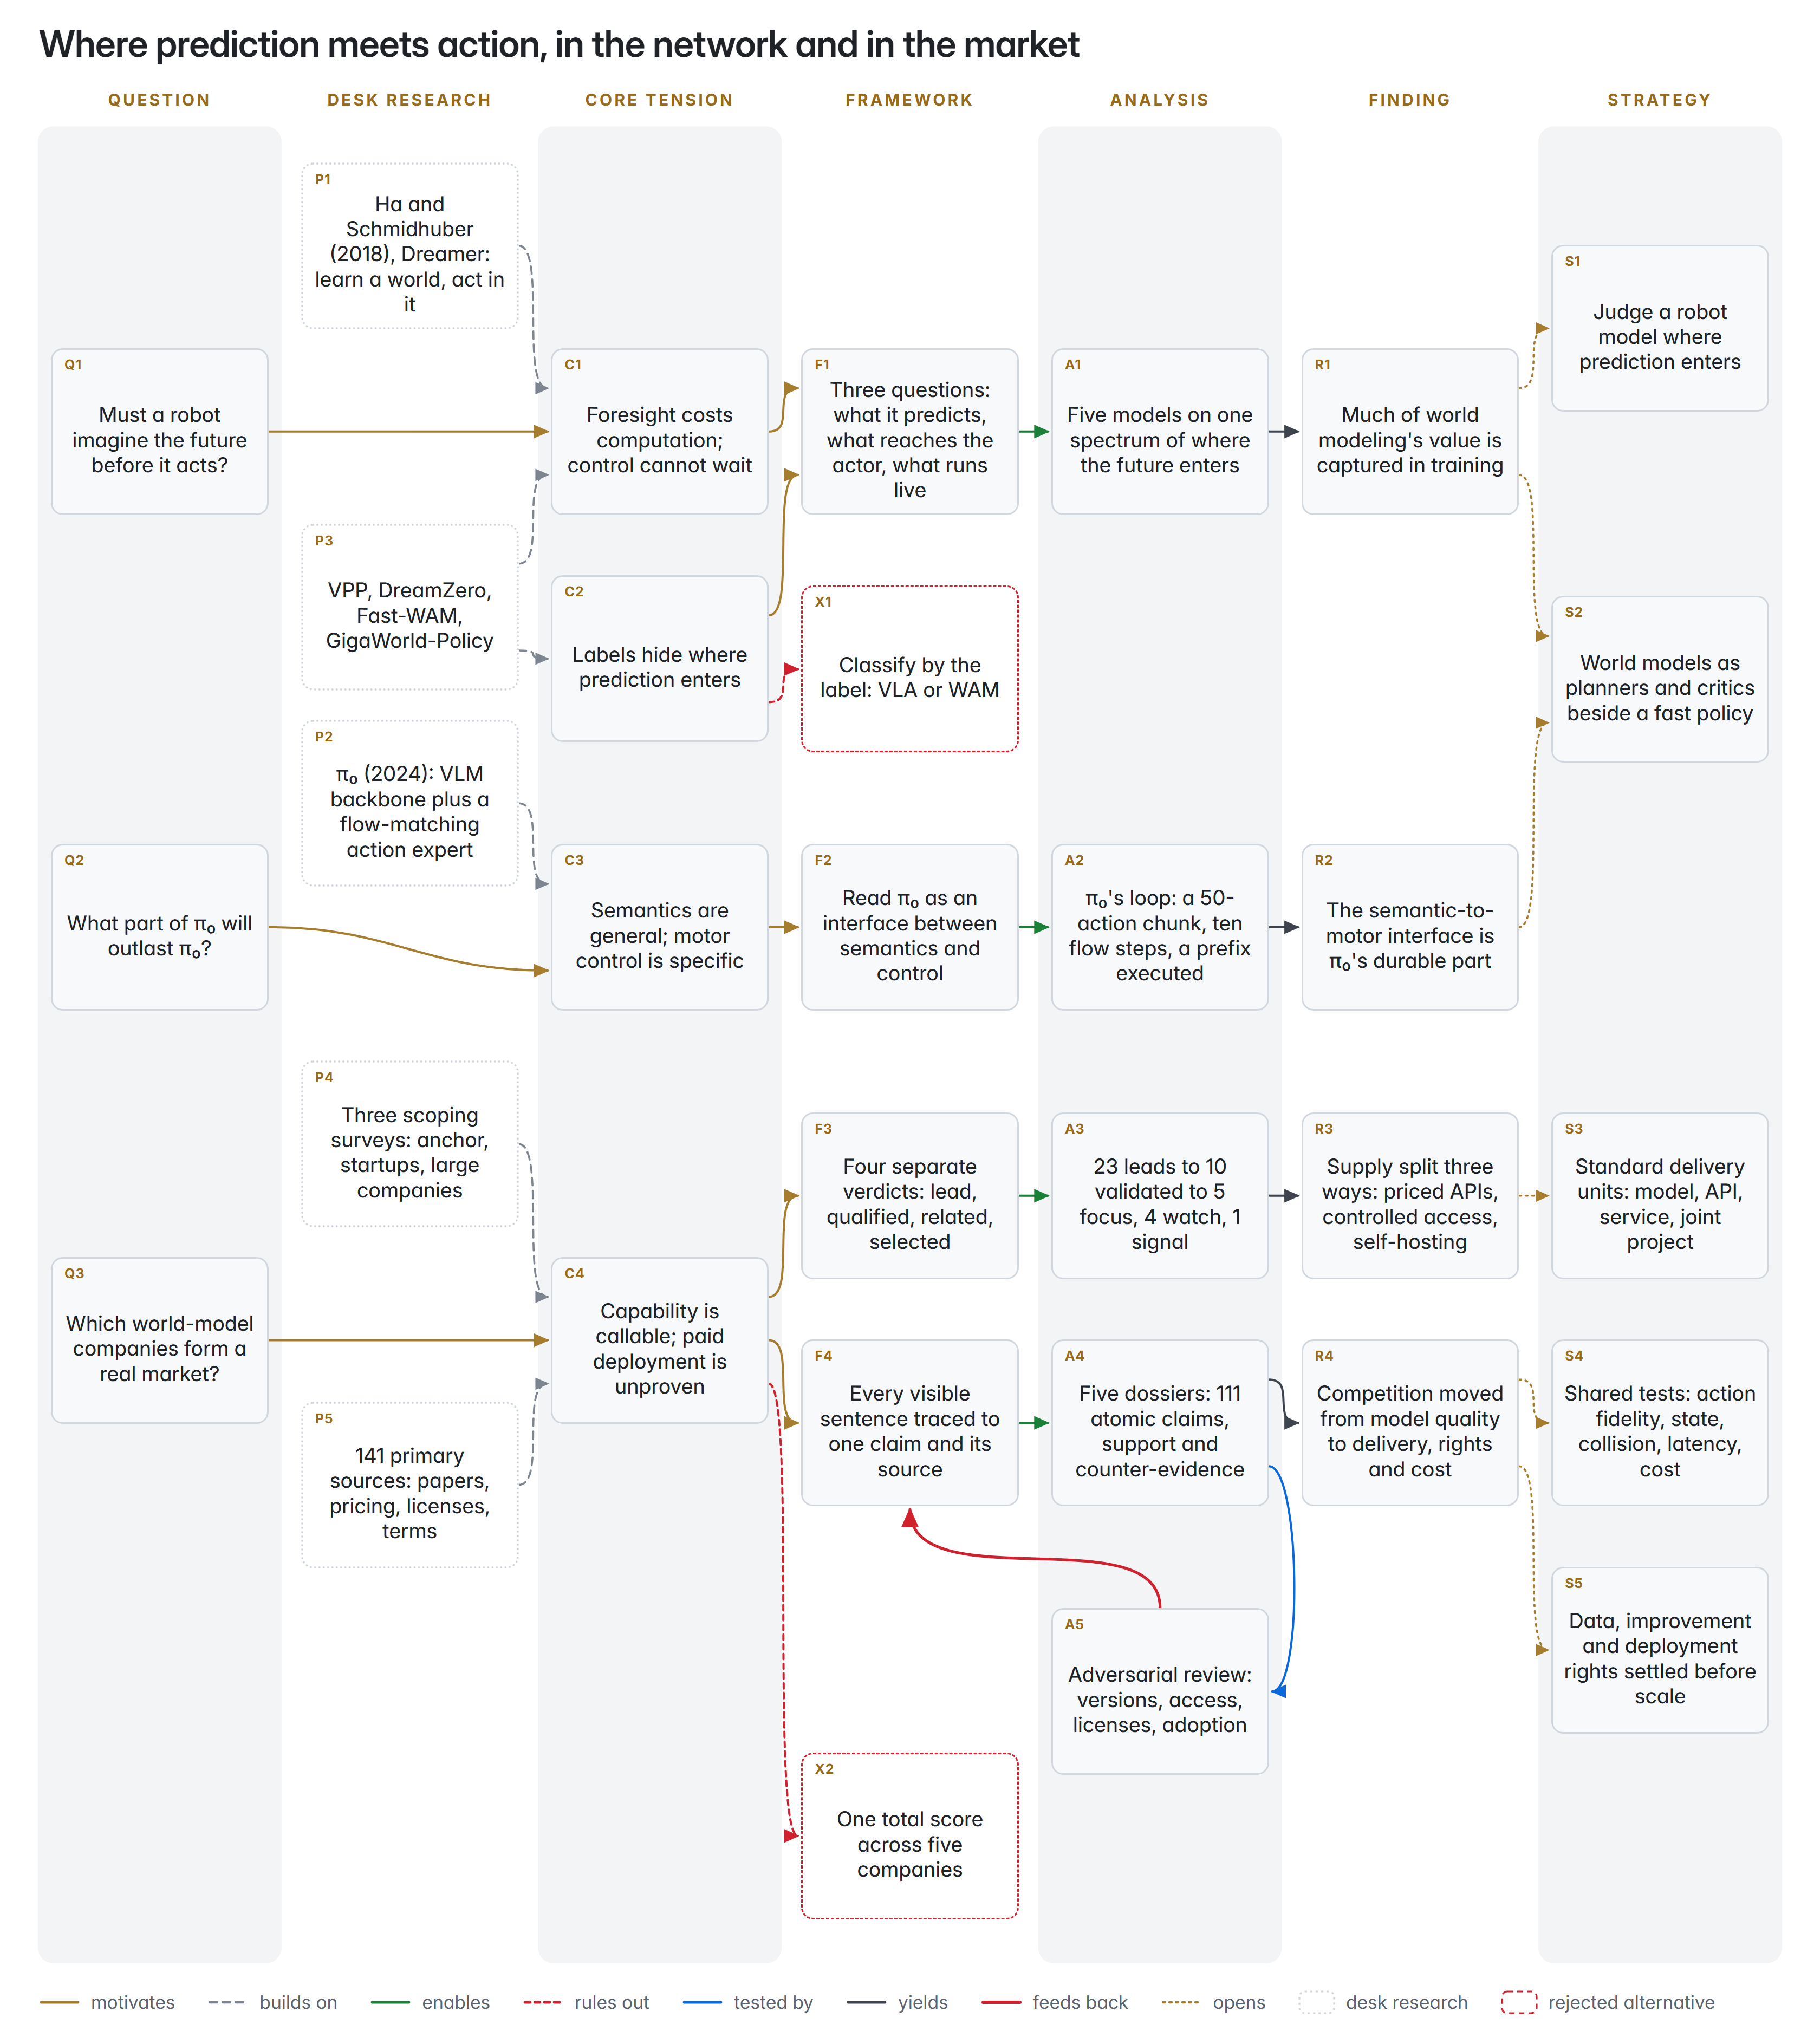 Where prediction meets action, in the network and in the market
QUESTION
DESK RESEARCH
CORE TENSION
FRAMEWORK
ANALYSIS
FINDING
STRATEGY
Q1
Must a robot
imagine the future
before it acts?
Q2
What part of π₀ will
outlast π₀?
Q3
Which world-model
companies form a
real market?
P1
Ha and
Schmidhuber
(2018), Dreamer:
learn a world, act in
it
P3
VPP, DreamZero,
Fast-WAM,
GigaWorld-Policy
P2
π₀ (2024): VLM
backbone plus a
flow-matching
action expert
P4
Three scoping
surveys: anchor,
startups, large
companies
P5
141 primary
sources: papers,
pricing, licenses,
terms
C1
Foresight costs
computation;
control cannot wait
C2
Labels hide where
prediction enters
C3
Semantics are
general; motor
control is specific
C4
Capability is
callable; paid
deployment is
unproven
F1
Three questions:
what it predicts,
what reaches the
actor, what runs
live
X1
Classify by the
label: VLA or WAM
F2
Read π₀ as an
interface between
semantics and
control
F3
Four separate
verdicts: lead,
qualified, related,
selected
F4
Every visible
sentence traced to
one claim and its
source
X2
One total score
across five
companies
A1
Five models on one
spectrum of where
the future enters
A2
π₀'s loop: a 50-
action chunk, ten
flow steps, a prefix
executed
A3
23 leads to 10
validated to 5
focus, 4 watch, 1
signal
A4
Five dossiers: 111
atomic claims,
support and
counter-evidence
A5
Adversarial review:
versions, access,
licenses, adoption
R1
Much of world
modeling's value is
captured in training
R2
The semantic-to-
motor interface is
π₀'s durable part
R3
Supply split three
ways: priced APIs,
controlled access,
self-hosting
R4
Competition moved
from model quality
to delivery, rights
and cost
S1
Judge a robot
model where
prediction enters
S2
World models as
planners and critics
beside a fast policy
S3
Standard delivery
units: model, API,
service, joint
project
S4
Shared tests: action
fidelity, state,
collision, latency,
cost
S5
Data, improvement
and deployment
rights settled before
scale
motivates
builds on
enables
rules out
tested by
yields
feeds back
opens
desk research
rejected alternative